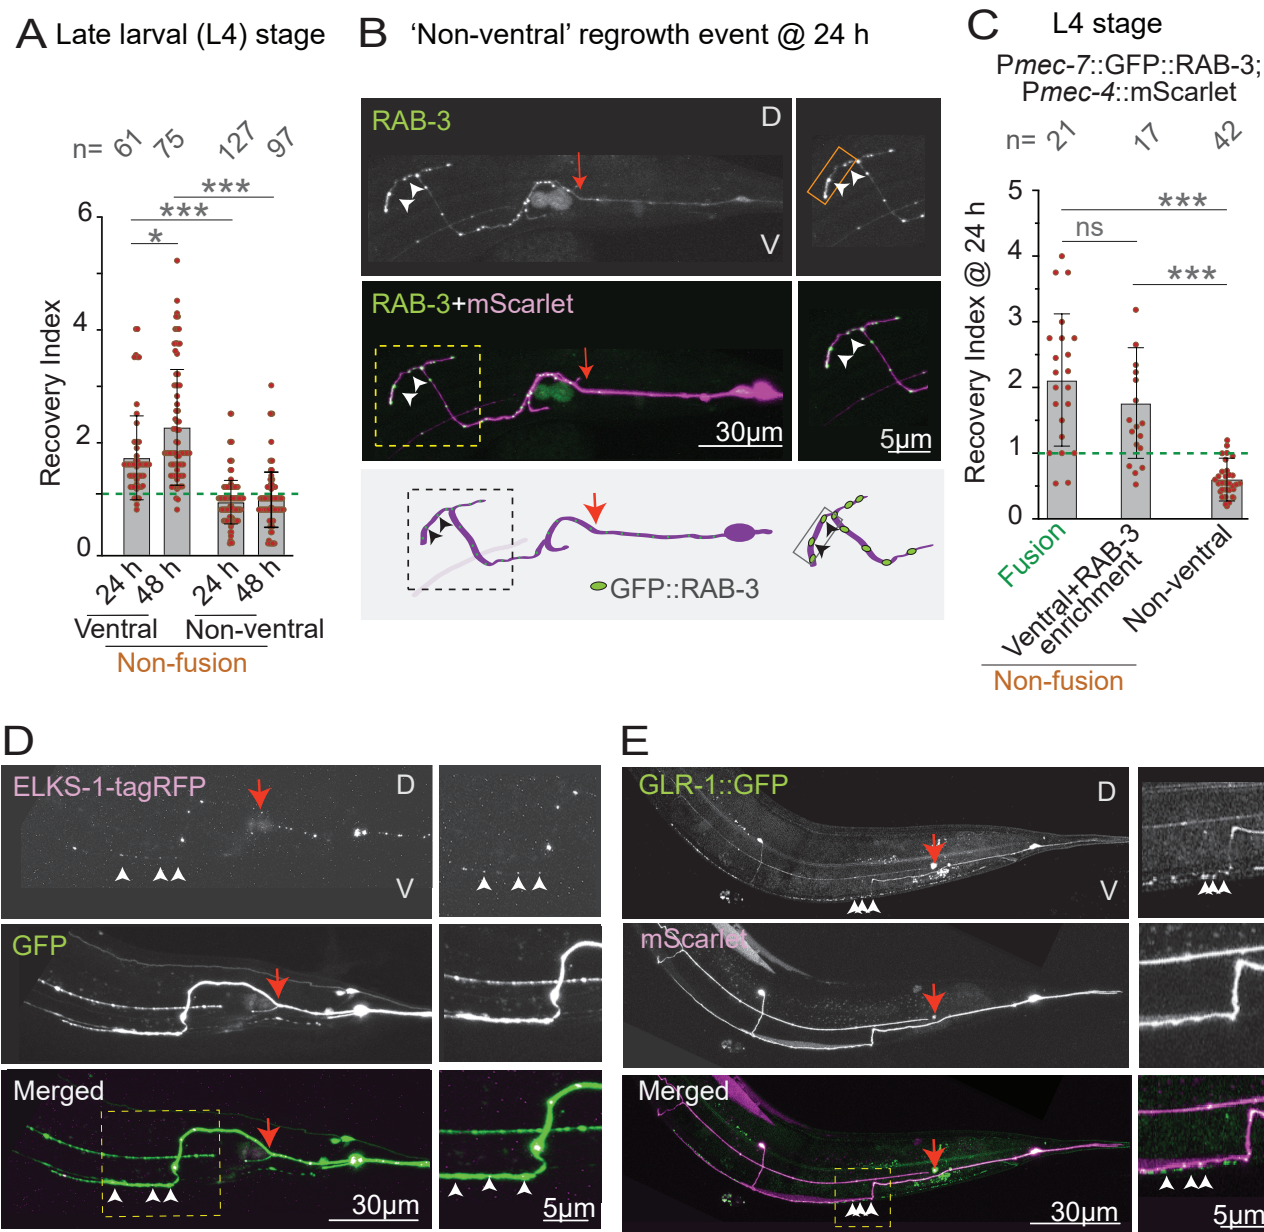 A Late larval (L4) stage
n= 61 75 127 97
***
***
*
Recovery Index
6
4
2
0
24 h 48 h 24 h 48 h
Ventral Non-ventral
Non-fusion
B ‘Non-ventral’ regrowth event @ 24 h
RAB-3
D
V
RAB-3+mScarlet
30µm
5µm
GFP::RAB-3
C L4 stage
Pmec-7::GFP::RAB-3;
Pmec-4::mScarlet
n= 21 17 42
***
ns
***
Recovery Index @ 24 h
5
4
3
2
1
0
Fusion
Ventral+RAB-3
enrichment
Non-ventral
Non-fusion
D
ELKS-1-tagRFP
D
V
GFP
Merged
30µm
5µm
E
GLR-1::GFP
D
V
mScarlet
Merged
30µm
5µm